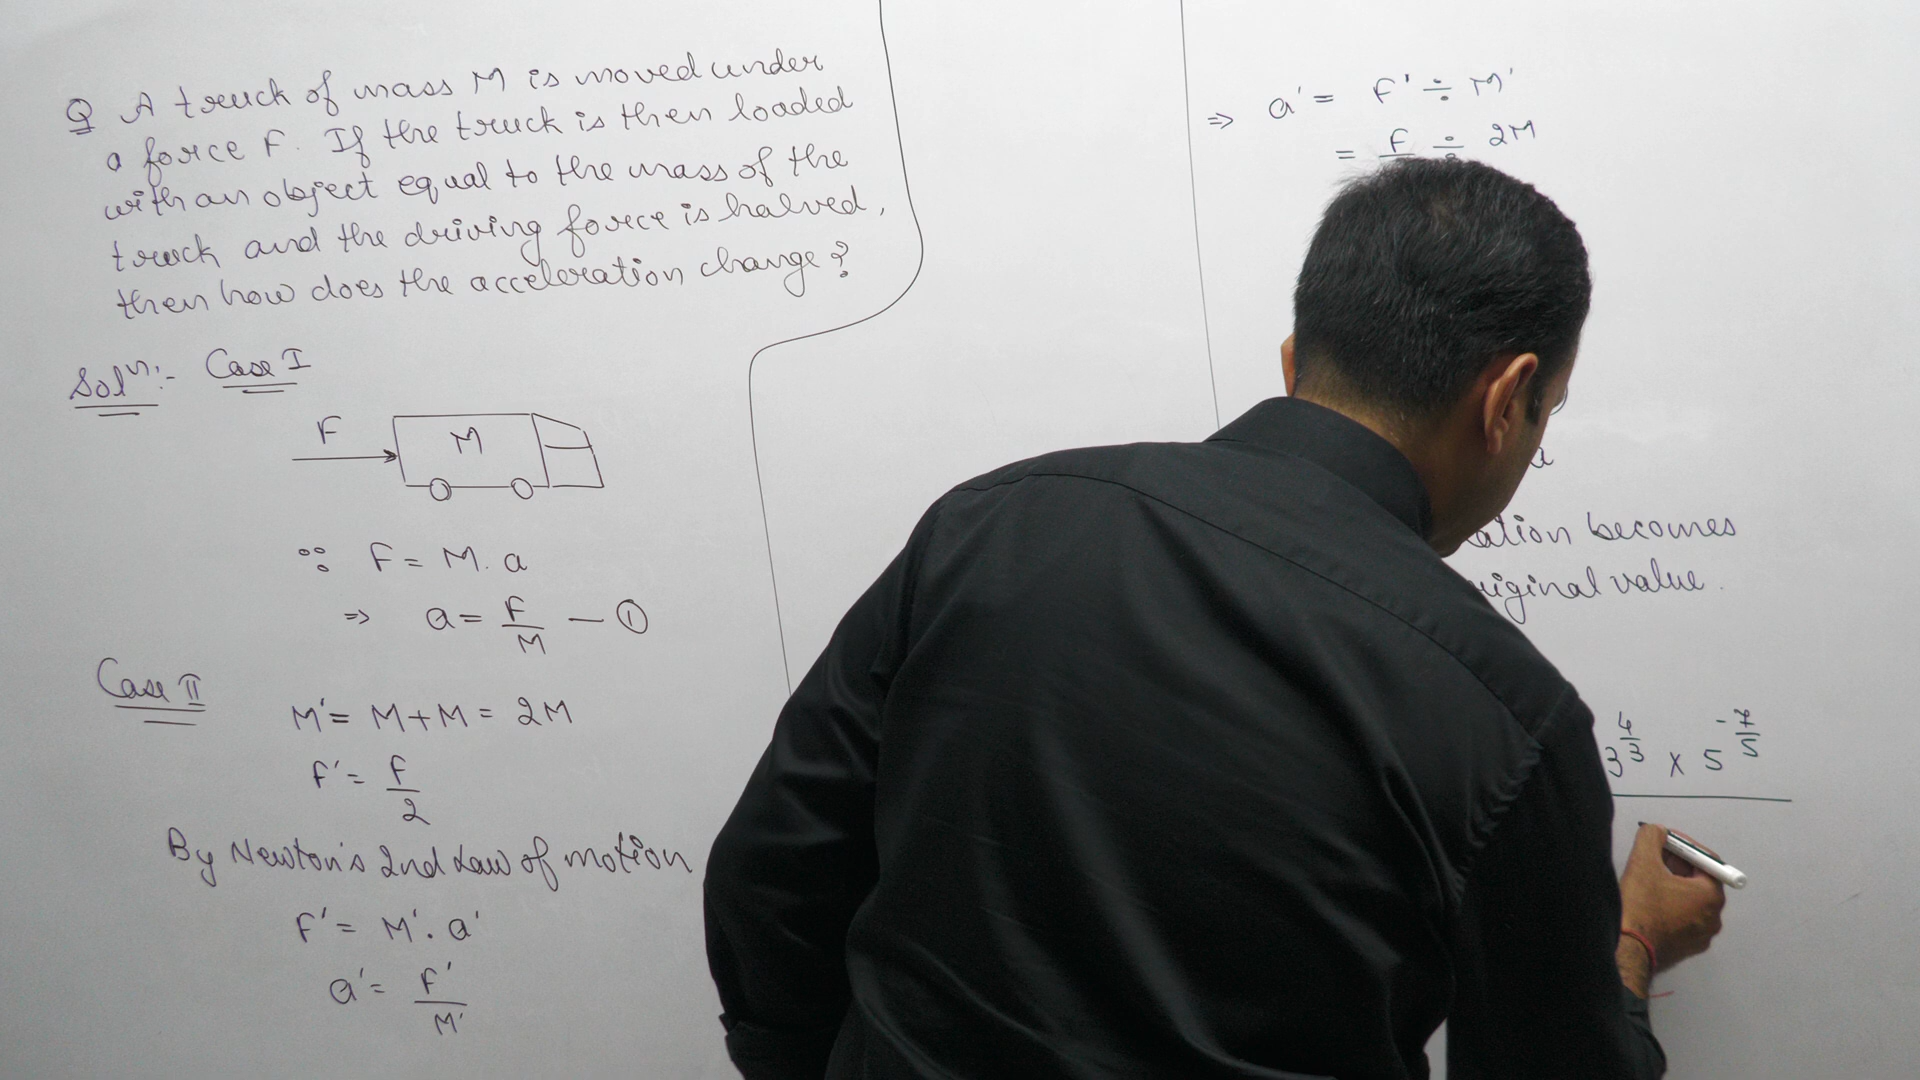 Q A truck of mass M is moved under
a force F. If the truck is then loaded
with an object equal to the mass of the
truck and the driving force is halved,
then how does the acceleration change?
Solⁿ:- Case I
F
M
∵ F = M. a
⇒ a = F/M — ①
Case II
M' = M + M = 2M
F' = F/2
By Newton's 2nd Law of motion
F' = M'. a'
a' = F'/M'
⇒ a' = F' ÷ M'
= F ÷ 2M
a
ation becomes
original value.
3^(4/3) x 5^(-7/5)